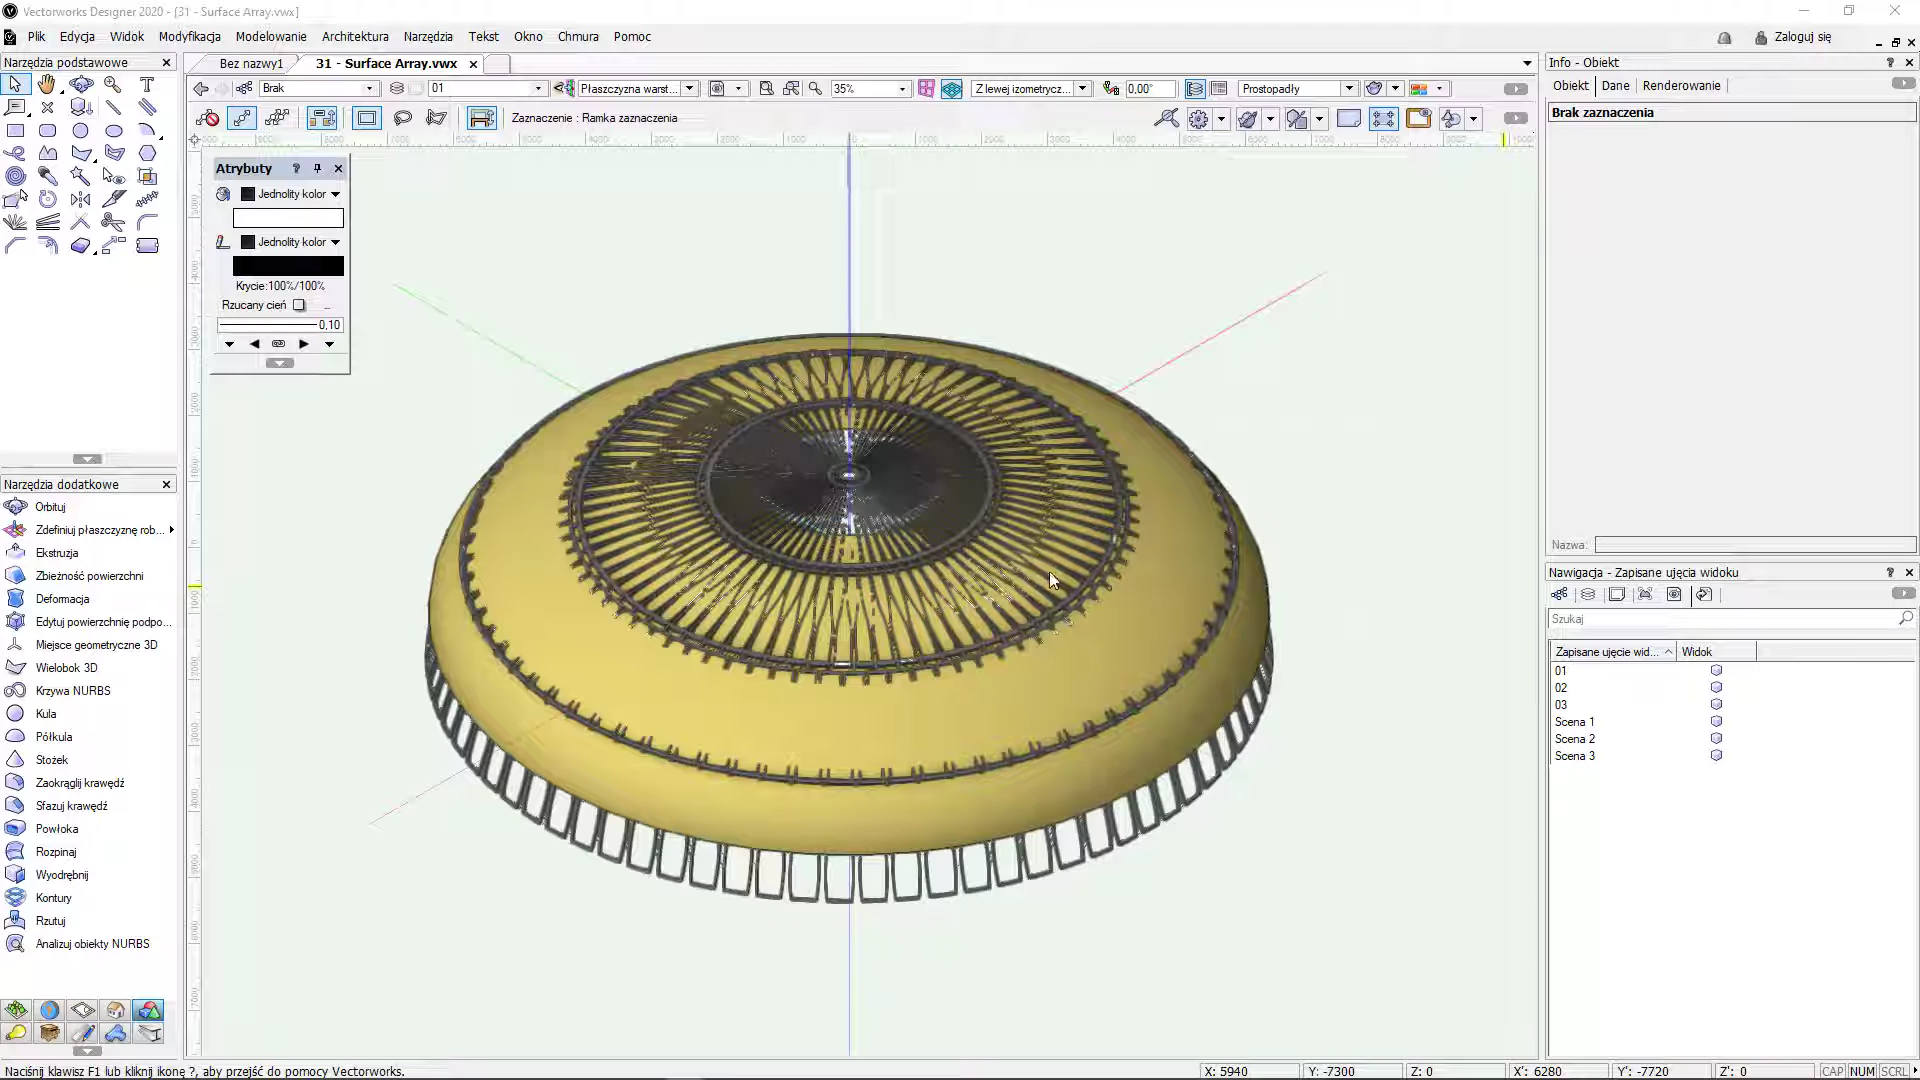 Vectorworks Designer 2020 - [31 - Surface Array.vwx]
Plik Edycja Widok Modyfikacja Modelowanie Architektura Narzędzia Tekst Okno Chmura Pomoc Zaloguj się
Narzędzia podstawowe
Bez nazwy1
31 - Surface Array.vwx
Brak
01
Płaszczyzna warst...
35%
Z lewej izometrycz...
0,00°
Prostopadły
Zaznaczenie : Ramka zaznaczenia
Atrybuty
Jednolity kolor
Jednolity kolor
Krycie:100%/100%
Rzucany cień
0,10
Narzędzia dodatkowe
Orbituj
Zdefiniuj płaszczyznę rob...
Ekstruzja
Zbieżność powierzchni
Deformacja
Edytuj powierzchnię podpo...
Miejsce geometryczne 3D
Wielobok 3D
Krzywa NURBS
Kula
Półkula
Stożek
Zaokrąglij krawędź
Sfazuj krawędź
Powłoka
Rozpinaj
Wyodrębnij
Kontury
Rzutuj
Analizuj obiekty NURBS
Info - Obiekt
Obiekt Dane Renderowanie
Brak zaznaczenia
Nazwa:
Nawigacja - Zapisane ujęcia widoku
Szukaj
Zapisane ujęcie wid... Widok
01
02
03
Scena 1
Scena 2
Scena 3
Naciśnij klawisz F1 lub kliknij ikonę ?, aby przejść do pomocy Vectorworks.
X: 5940 Y: -7300 Z: 0 X': 6280 Y': -7720 Z': 0 CAP NUM SCRL